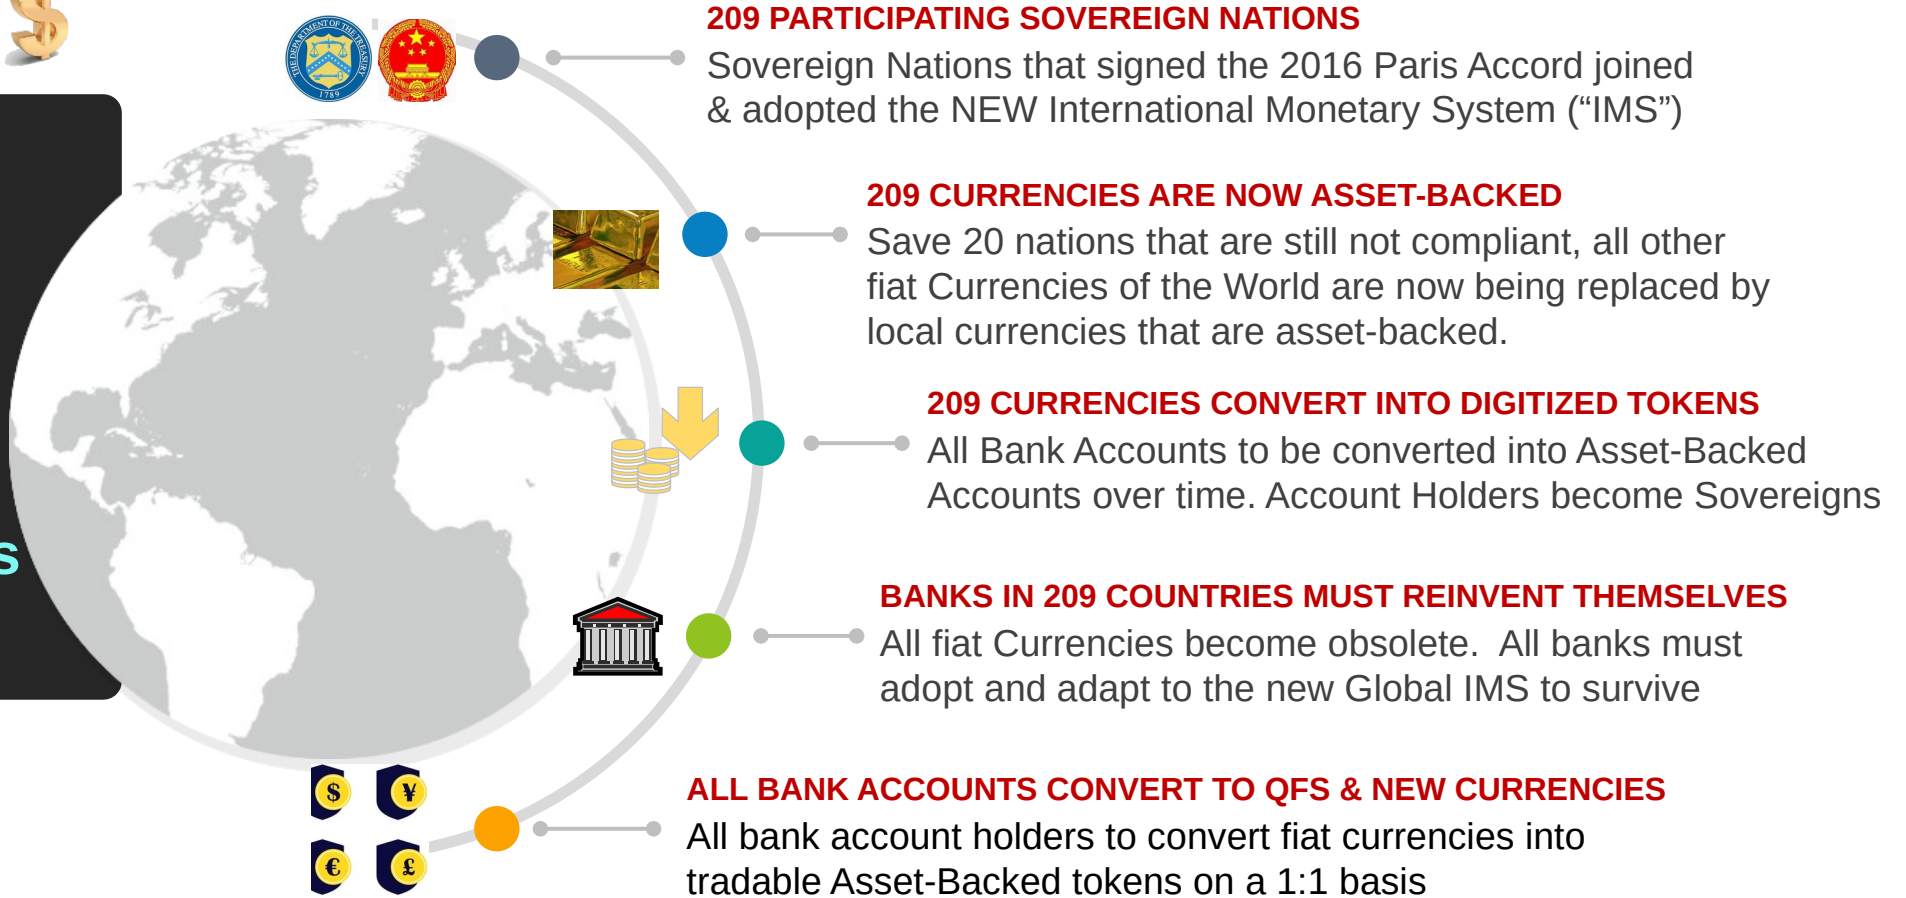 209 PARTICIPATING SOVEREIGN NATIONS
Sovereign Nations that signed the 2016 Paris Accord joined
& adopted the NEW International Monetary System (“IMS”)
THE DEPARTMENT OF THE TREASURY
1789
209 CURRENCIES ARE NOW ASSET-BACKED
Save 20 nations that are still not compliant, all other
fiat Currencies of the World are now being replaced by
local currencies that are asset-backed.
209 CURRENCIES CONVERT INTO DIGITIZED TOKENS
All Bank Accounts to be converted into Asset-Backed
Accounts over time. Account Holders become Sovereigns
s
BANKS IN 209 COUNTRIES MUST REINVENT THEMSELVES
All fiat Currencies become obsolete.  All banks must
adopt and adapt to the new Global IMS to survive
$ ¥
€ £
ALL BANK ACCOUNTS CONVERT TO QFS & NEW CURRENCIES
All bank account holders to convert fiat currencies into
tradable Asset-Backed tokens on a 1:1 basis